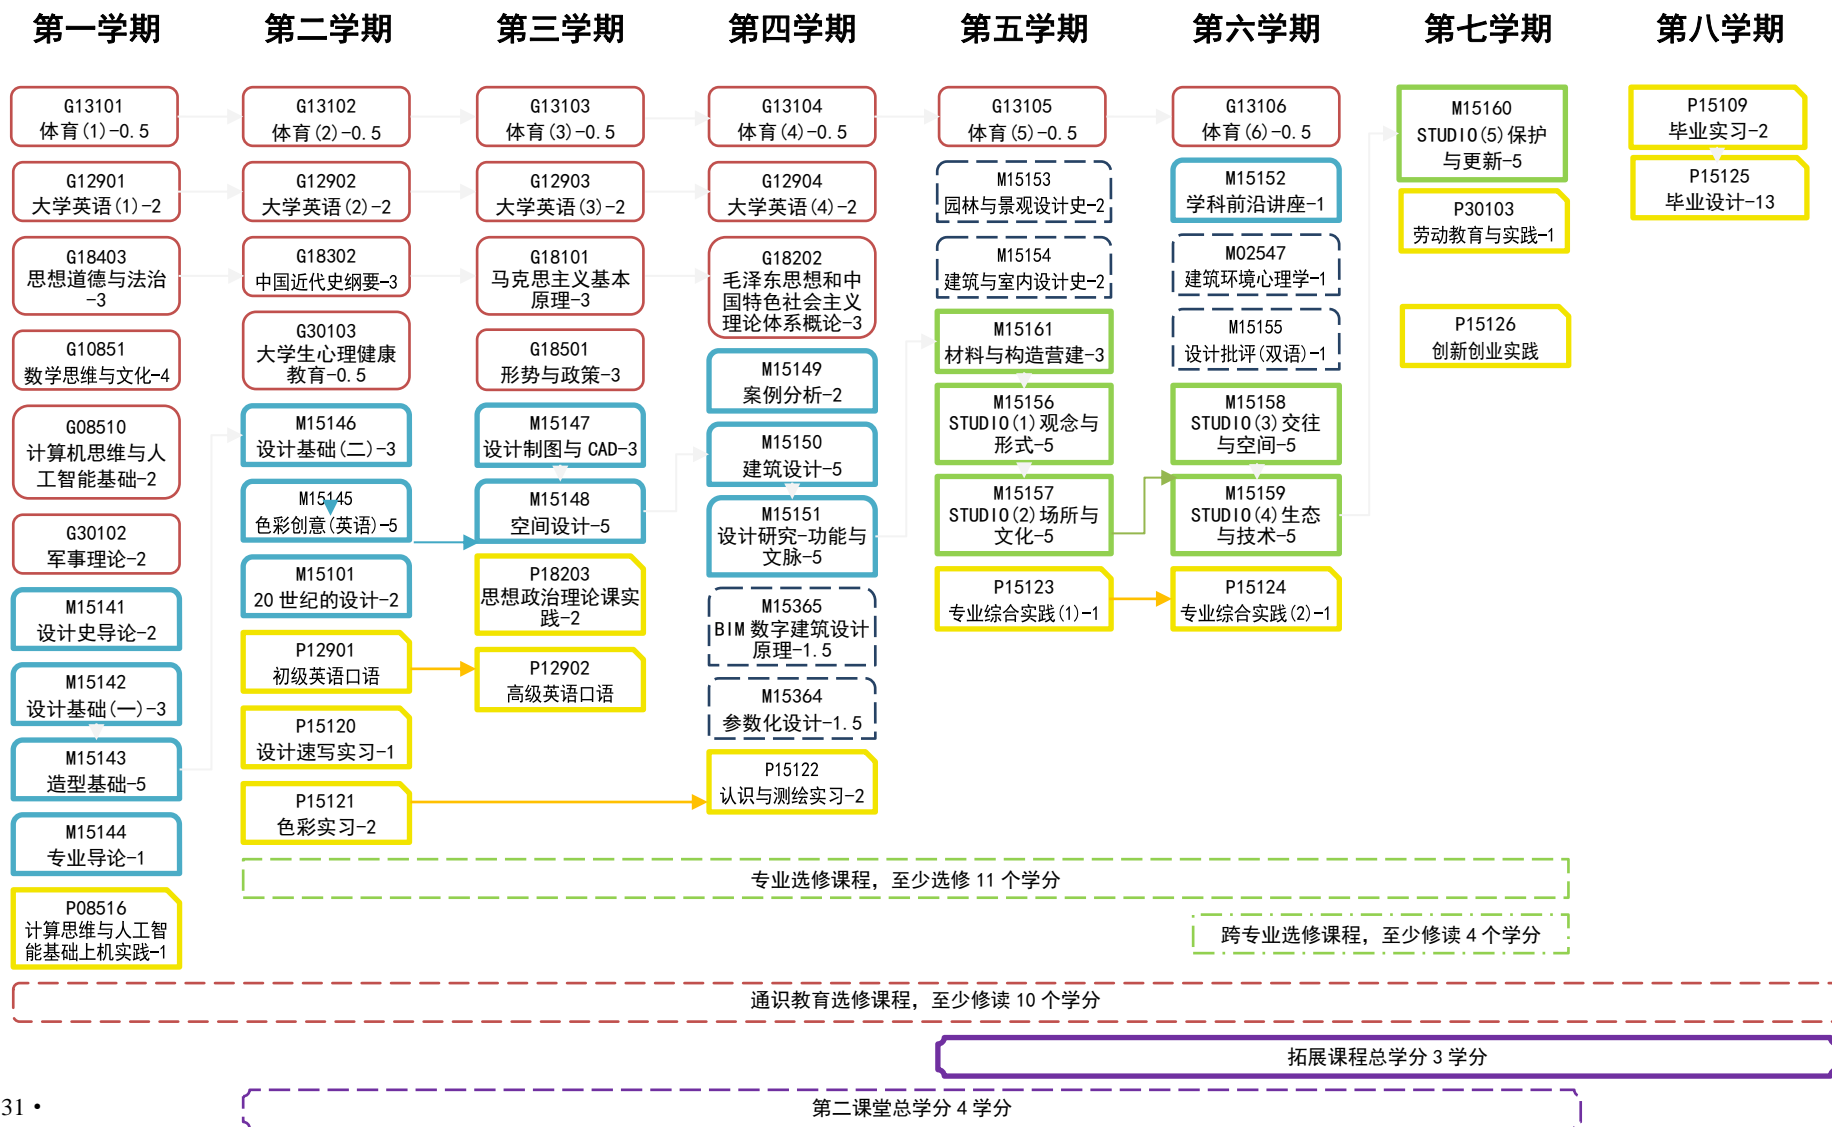 第一学期
第二学期
第三学期
第四学期
第五学期
第六学期
第七学期
第八学期
G13101
体育(1)-0.5
G12901
大学英语(1)-2
G18403
思想道德与法治
-3
G10851
数学思维与文化-4
G08510
计算机思维与人
工智能基础-2
G30102
军事理论-2
M15141
设计史导论-2
M15142
设计基础(一)-3
M15143
造型基础-5
M15144
专业导论-1
P08516
计算思维与人工智
能基础上机实践-1
G13102
体育(2)-0.5
G12902
大学英语(2)-2
G18302
中国近代史纲要-3
G30103
大学生心理健康
教育-0.5
M15146
设计基础(二)-3
M15145
色彩创意(英语)-5
M15101
20 世纪的设计-2
P12901
初级英语口语
P15120
设计速写实习-1
P15121
色彩实习-2
G13103
体育(3)-0.5
G12903
大学英语(3)-2
G18101
马克思主义基本
原理-3
G18501
形势与政策-3
M15147
设计制图与 CAD-3
M15148
空间设计-5
P18203
思想政治理论课实
践-2
P12902
高级英语口语
G13104
体育(4)-0.5
G12904
大学英语(4)-2
G18202
毛泽东思想和中
国特色社会主义
理论体系概论-3
M15149
案例分析-2
M15150
建筑设计-5
M15151
设计研究-功能与
文脉-5
M15365
BIM 数字建筑设计
原理-1.5
M15364
参数化设计-1.5
P15122
认识与测绘实习-2
G13105
体育(5)-0.5
M15153
园林与景观设计史-2
M15154
建筑与室内设计史-2
M15161
材料与构造营建-3
M15156
STUDIO(1)观念与
形式-5
M15157
STUDIO(2)场所与
文化-5
P15123
专业综合实践(1)-1
G13106
体育(6)-0.5
M15152
学科前沿讲座-1
M02547
建筑环境心理学-1
M15155
设计批评(双语)-1
M15158
STUDIO(3)交往
与空间-5
M15159
STUDIO(4)生态
与技术-5
P15124
专业综合实践(2)-1
M15160
STUDIO(5)保护
与更新-5
P30103
劳动教育与实践-1
P15126
创新创业实践
P15109
毕业实习-2
P15125
毕业设计-13
专业选修课程，至少选修 11 个学分
跨专业选修课程，至少修读 4 个学分
通识教育选修课程，至少修读 10 个学分
拓展课程总学分 3 学分
第二课堂总学分 4 学分
31·